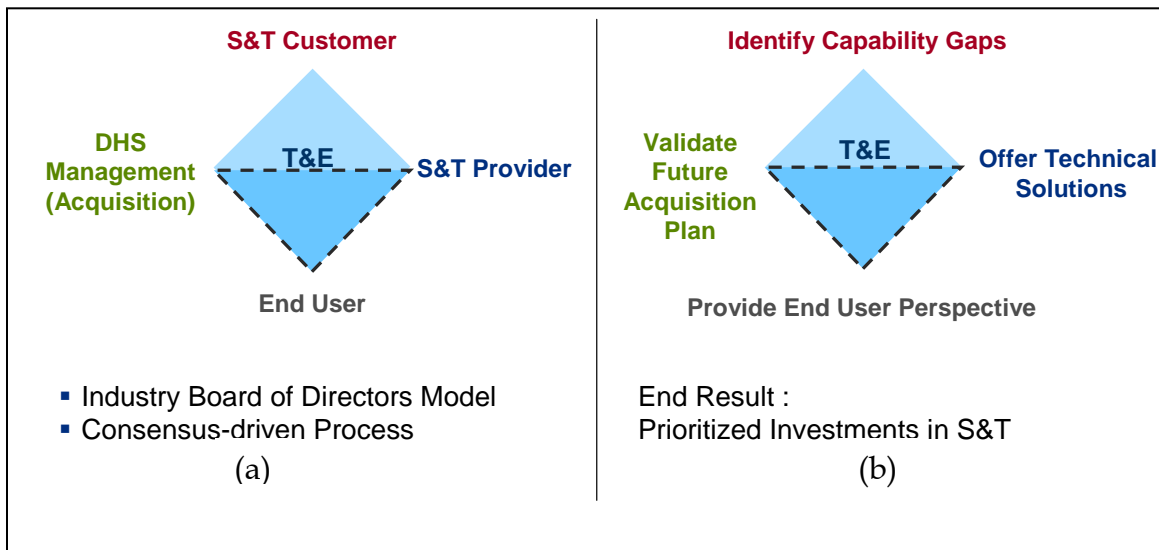 S&T Customer
DHS
Management
(Acquisition)
T&E
S&T Provider
End User
▪ Industry Board of Directors Model
▪ Consensus-driven Process
(a)
Identify Capability Gaps
Validate
Future
Acquisition
Plan
T&E
Offer Technical
Solutions
Provide End User Perspective
End Result :
Prioritized Investments in S&T
(b)